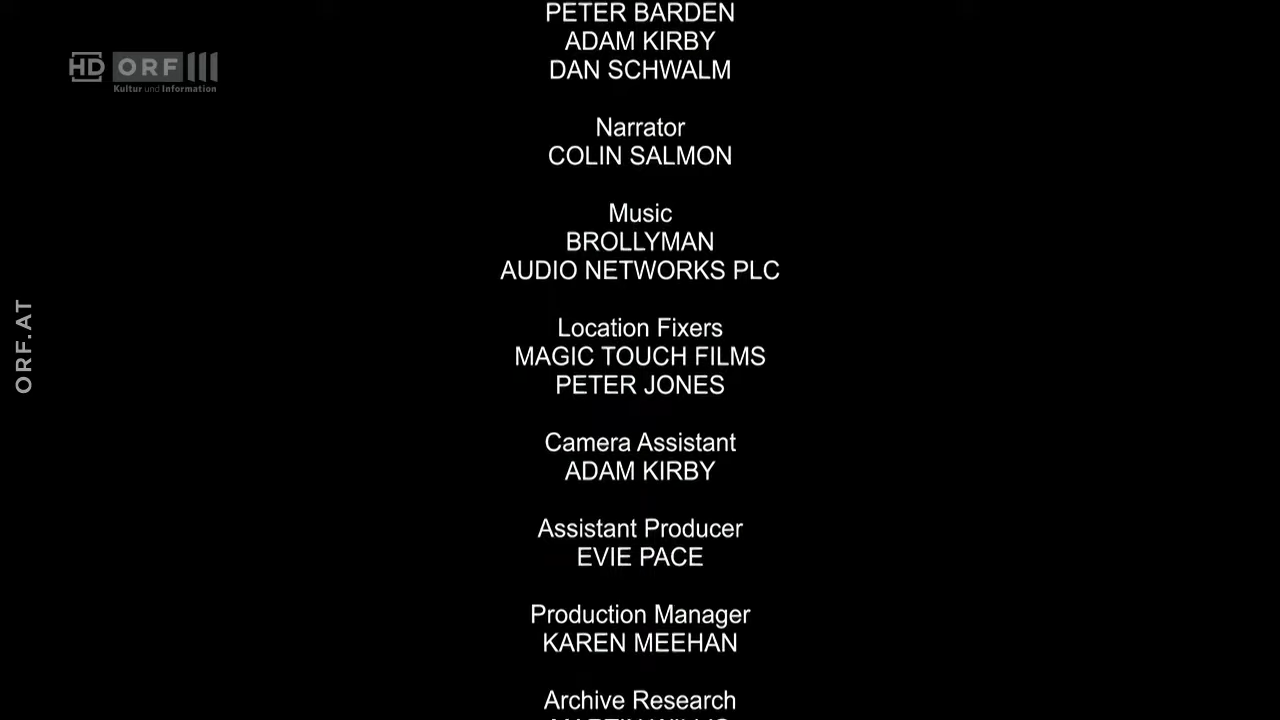 PETER BARDEN
ADAM KIRBY
DAN SCHWALM
HD ORF III
Kultur und Information
Narrator
COLIN SALMON
Music
BROLLYMAN
AUDIO NETWORKS PLC
ORF.AT
Location Fixers
MAGIC TOUCH FILMS
PETER JONES
Camera Assistant
ADAM KIRBY
Assistant Producer
EVIE PACE
Production Manager
KAREN MEEHAN
Archive Research